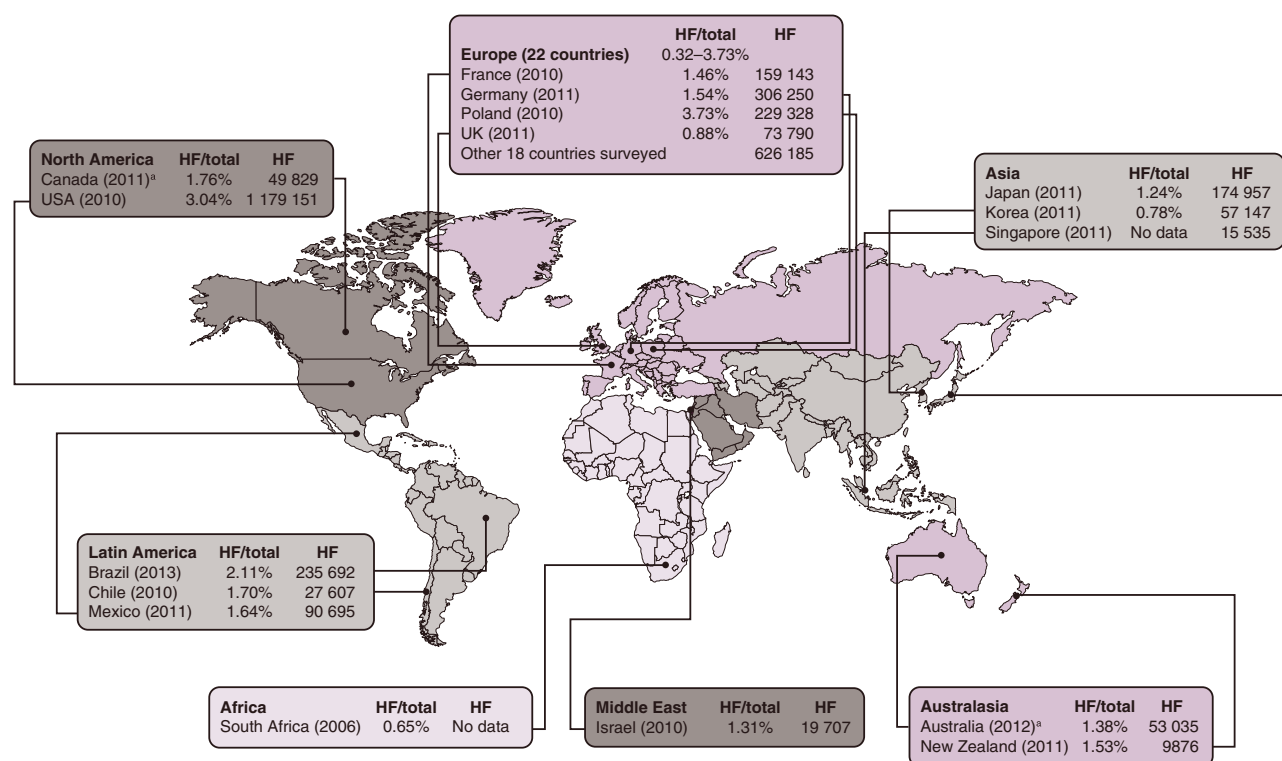 HF/total HF
Europe (22 countries) 0.32–3.73%
France (2010) 1.46% 159 143
Germany (2011) 1.54% 306 250
Poland (2010) 3.73% 229 328
UK (2011) 0.88% 73 790
Other 18 countries surveyed 626 185
North America HF/total HF
Canada (2011)ᵃ 1.76% 49 829
USA (2010) 3.04% 1 179 151
Asia HF/total HF
Japan (2011) 1.24% 174 957
Korea (2011) 0.78% 57 147
Singapore (2011) No data 15 535
Latin America HF/total HF
Brazil (2013) 2.11% 235 692
Chile (2010) 1.70% 27 607
Mexico (2011) 1.64% 90 695
Africa HF/total HF
South Africa (2006) 0.65% No data
Middle East HF/total HF
Israel (2010) 1.31% 19 707
Australasia HF/total HF
Australia (2012)ᵃ 1.38% 53 035
New Zealand (2011) 1.53% 9876